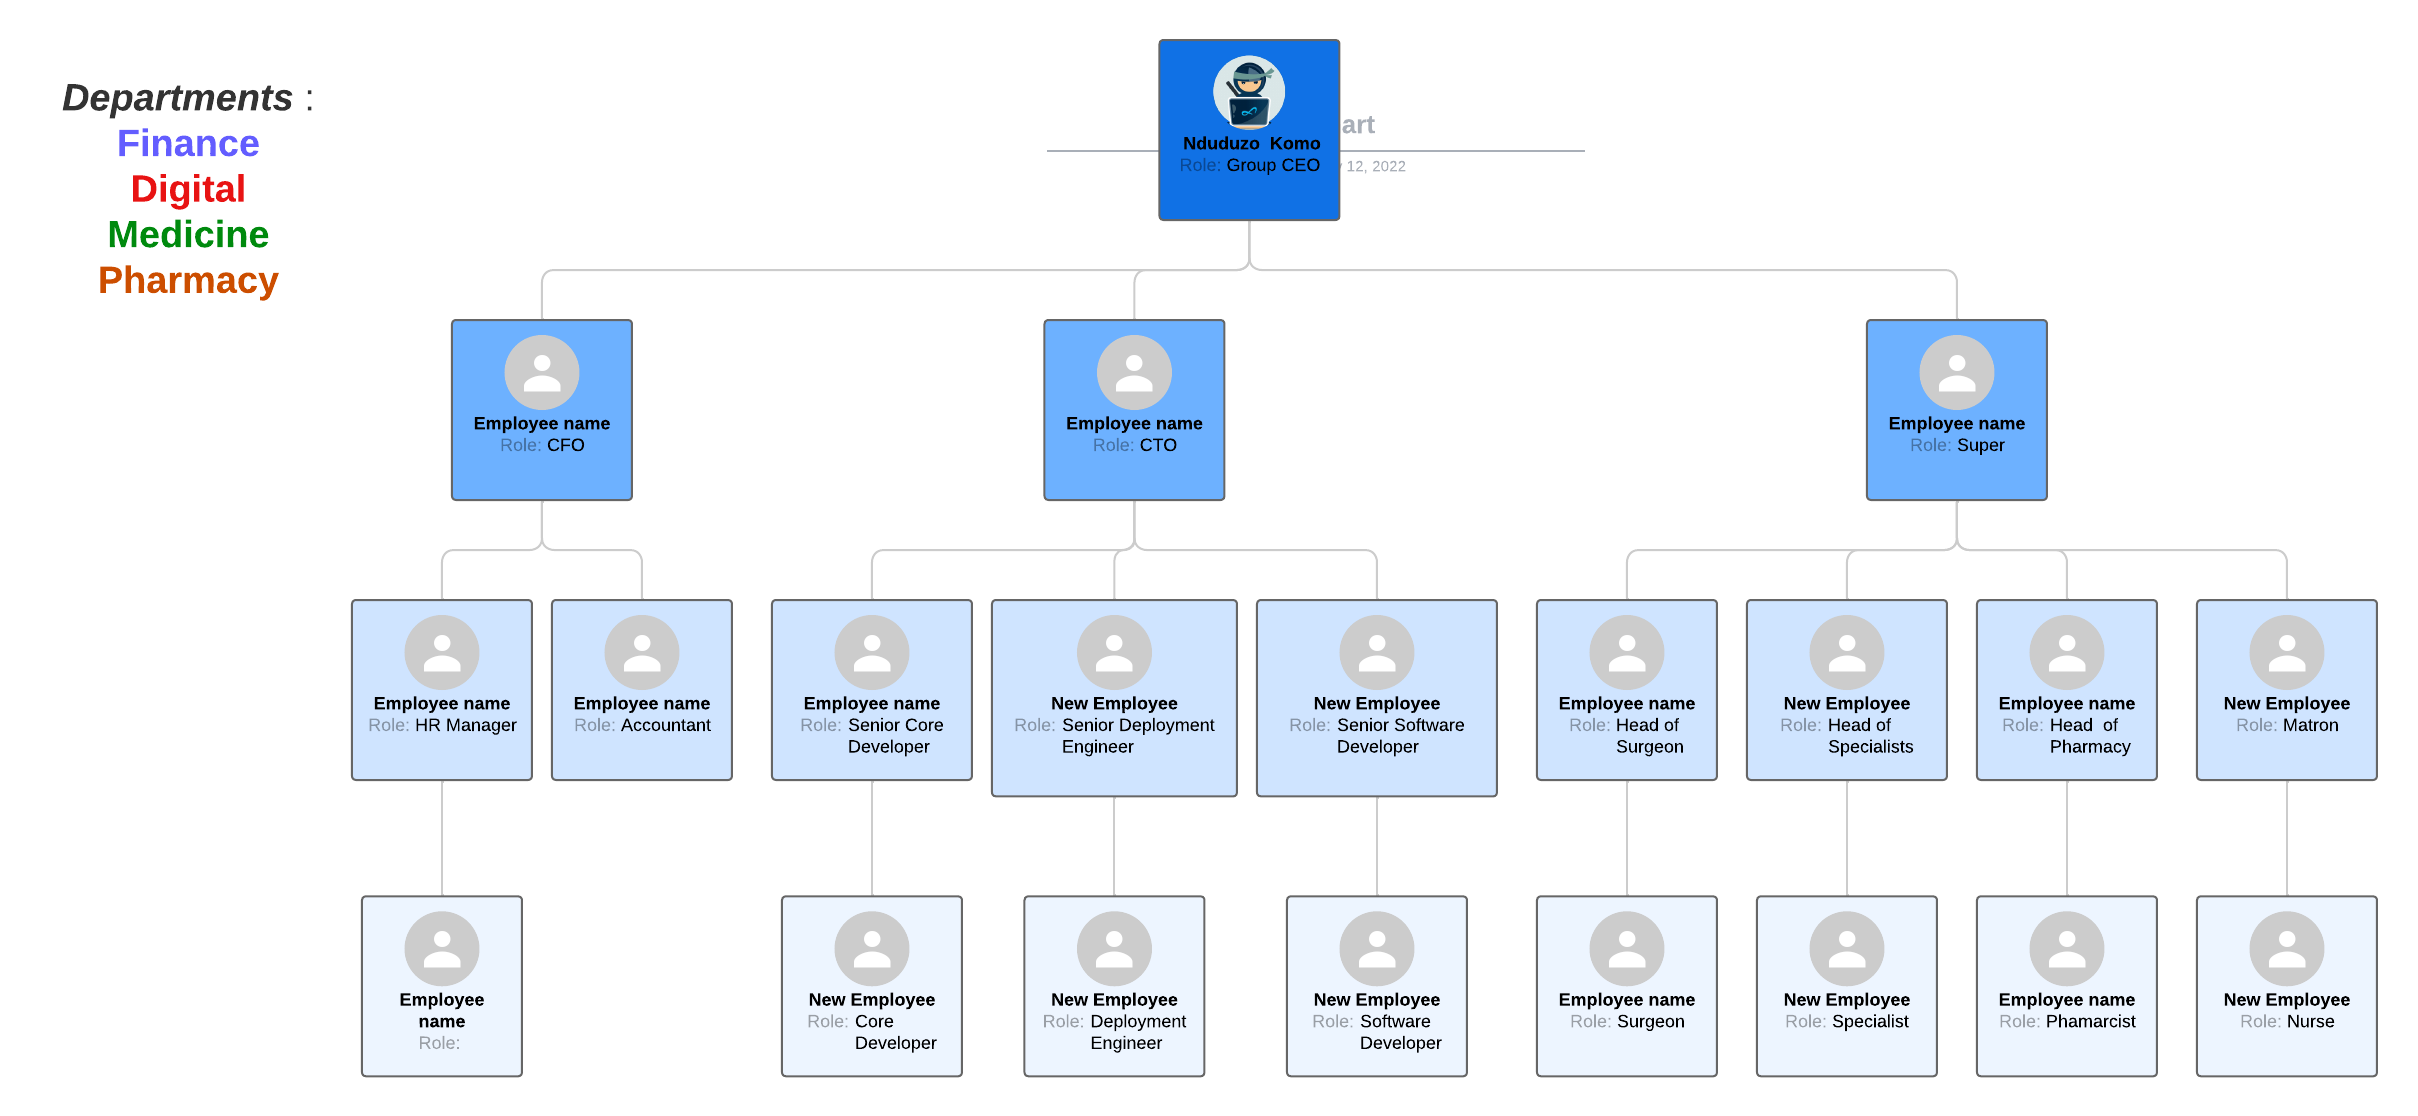 Departments :
Finance
Digital
Medicine
Pharmacy
art
12, 2022
Nduduzo  Komo
Role: Group CEO
Employee name
Role: CFO
Employee name
Role: CTO
Employee name
Role: Super
Employee name
Role: HR Manager
Employee name
Role: Accountant
Employee name
Role: Senior Core
Developer
New Employee
Role: Senior Deployment
Engineer
New Employee
Role: Senior Software
Developer
Employee name
Role: Head of
Surgeon
New Employee
Role: Head of
Specialists
Employee name
Role: Head  of
Pharmacy
New Employee
Role: Matron
Employee
name
Role:
New Employee
Role: Core
Developer
New Employee
Role: Deployment
Engineer
New Employee
Role: Software
Developer
Employee name
Role: Surgeon
New Employee
Role: Specialist
Employee name
Role: Phamarcist
New Employee
Role: Nurse